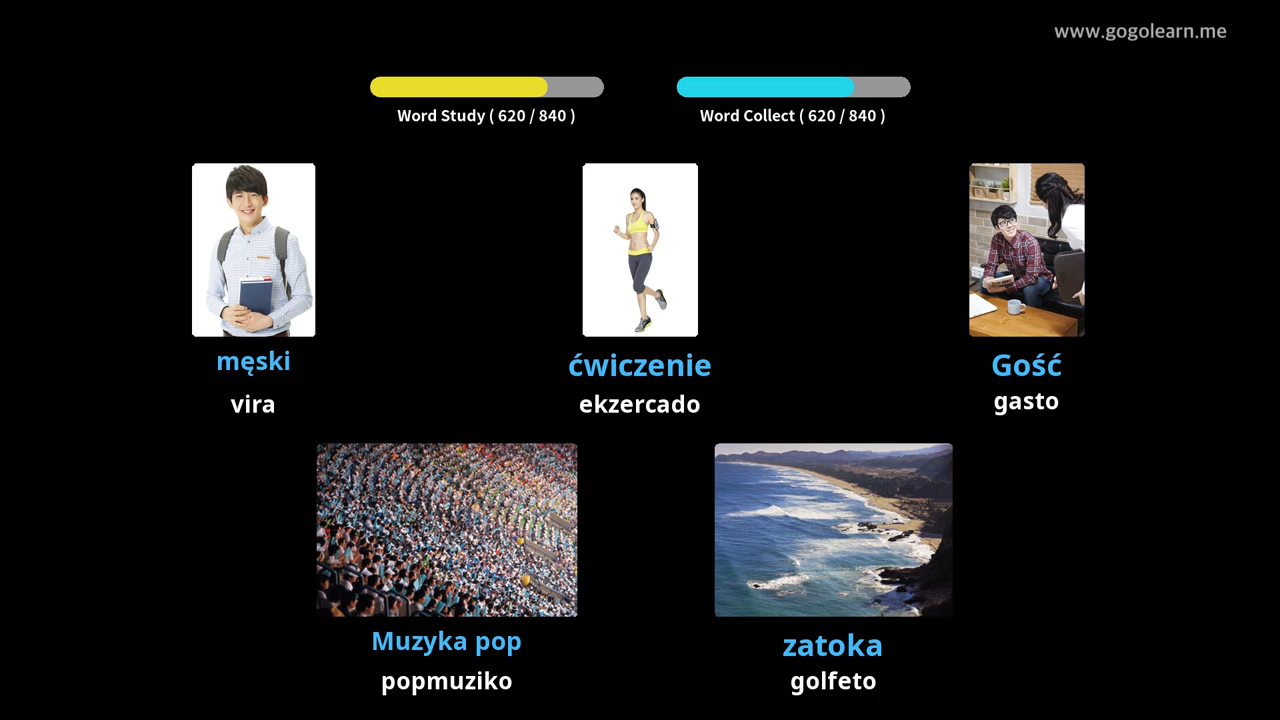 www.gogolearn.me
Word Study ( 620 / 840 )
Word Collect ( 620 / 840 )
męski
ćwiczenie
Gość
vira
ekzercado
gasto
Muzyka pop
zatoka
popmuziko
golfeto